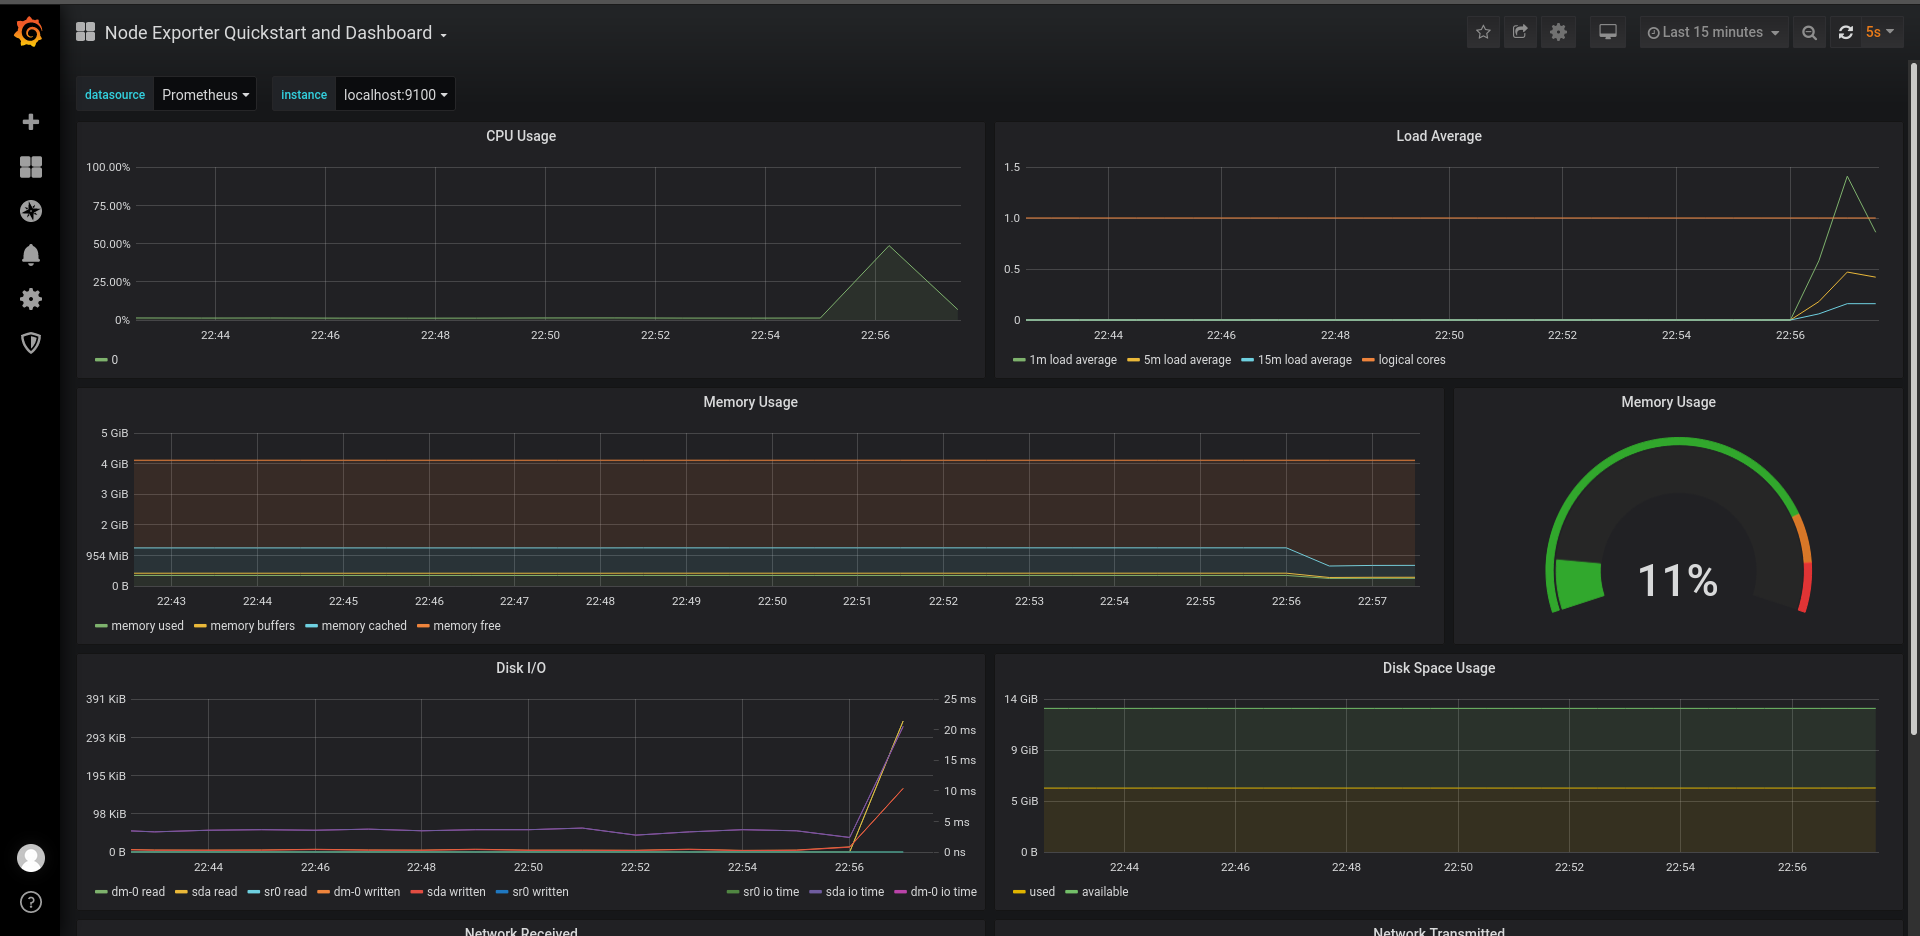 Node Exporter Quickstart and Dashboard
Last 15 minutes
5s
datasource Prometheus instance localhost:9100
CPU Usage
100.00%
75.00%
50.00%
25.00%
0%
22:44 22:46 22:48 22:50 22:52 22:54 22:56
0
Load Average
1.5
1.0
0.5
0
22:44 22:46 22:48 22:50 22:52 22:54 22:56
1m load average 5m load average 15m load average logical cores
Memory Usage
5 GiB
4 GiB
3 GiB
2 GiB
954 MiB
0 B
22:43 22:44 22:45 22:46 22:47 22:48 22:49 22:50 22:51 22:52 22:53 22:54 22:55 22:56 22:57
memory used memory buffers memory cached memory free
Memory Usage
11%
Disk I/O
391 KiB
293 KiB
195 KiB
98 KiB
0 B
25 ms
20 ms
15 ms
10 ms
5 ms
0 ns
22:44 22:46 22:48 22:50 22:52 22:54 22:56
dm-0 read sda read sr0 read dm-0 written sda written sr0 written sr0 io time sda io time dm-0 io time
Disk Space Usage
14 GiB
9 GiB
5 GiB
0 B
22:44 22:46 22:48 22:50 22:52 22:54 22:56
used available
Network Received
Network Transmitted